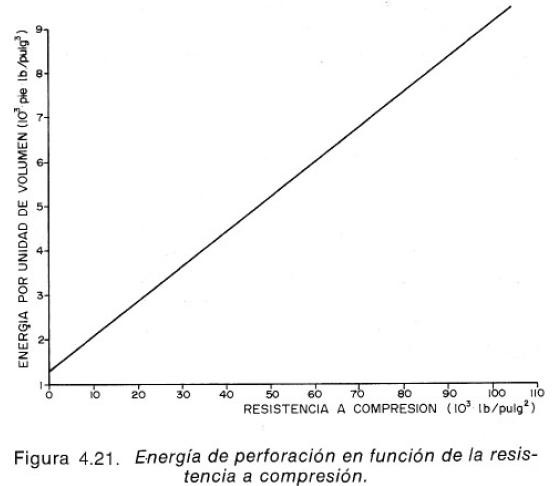 ENERGIA POR UNIDAD DE VOLUMEN (10³ pie lb/pulg³)
9
8
7
6
5
4
3
2
1
0 10 20 30 40 50 60 70 80 90 100 110
RESISTENCIA A COMPRESION (10³ lb/pulg²)
Figura 4.21. Energía de perforación en función de la resis-
tencia a compresión.